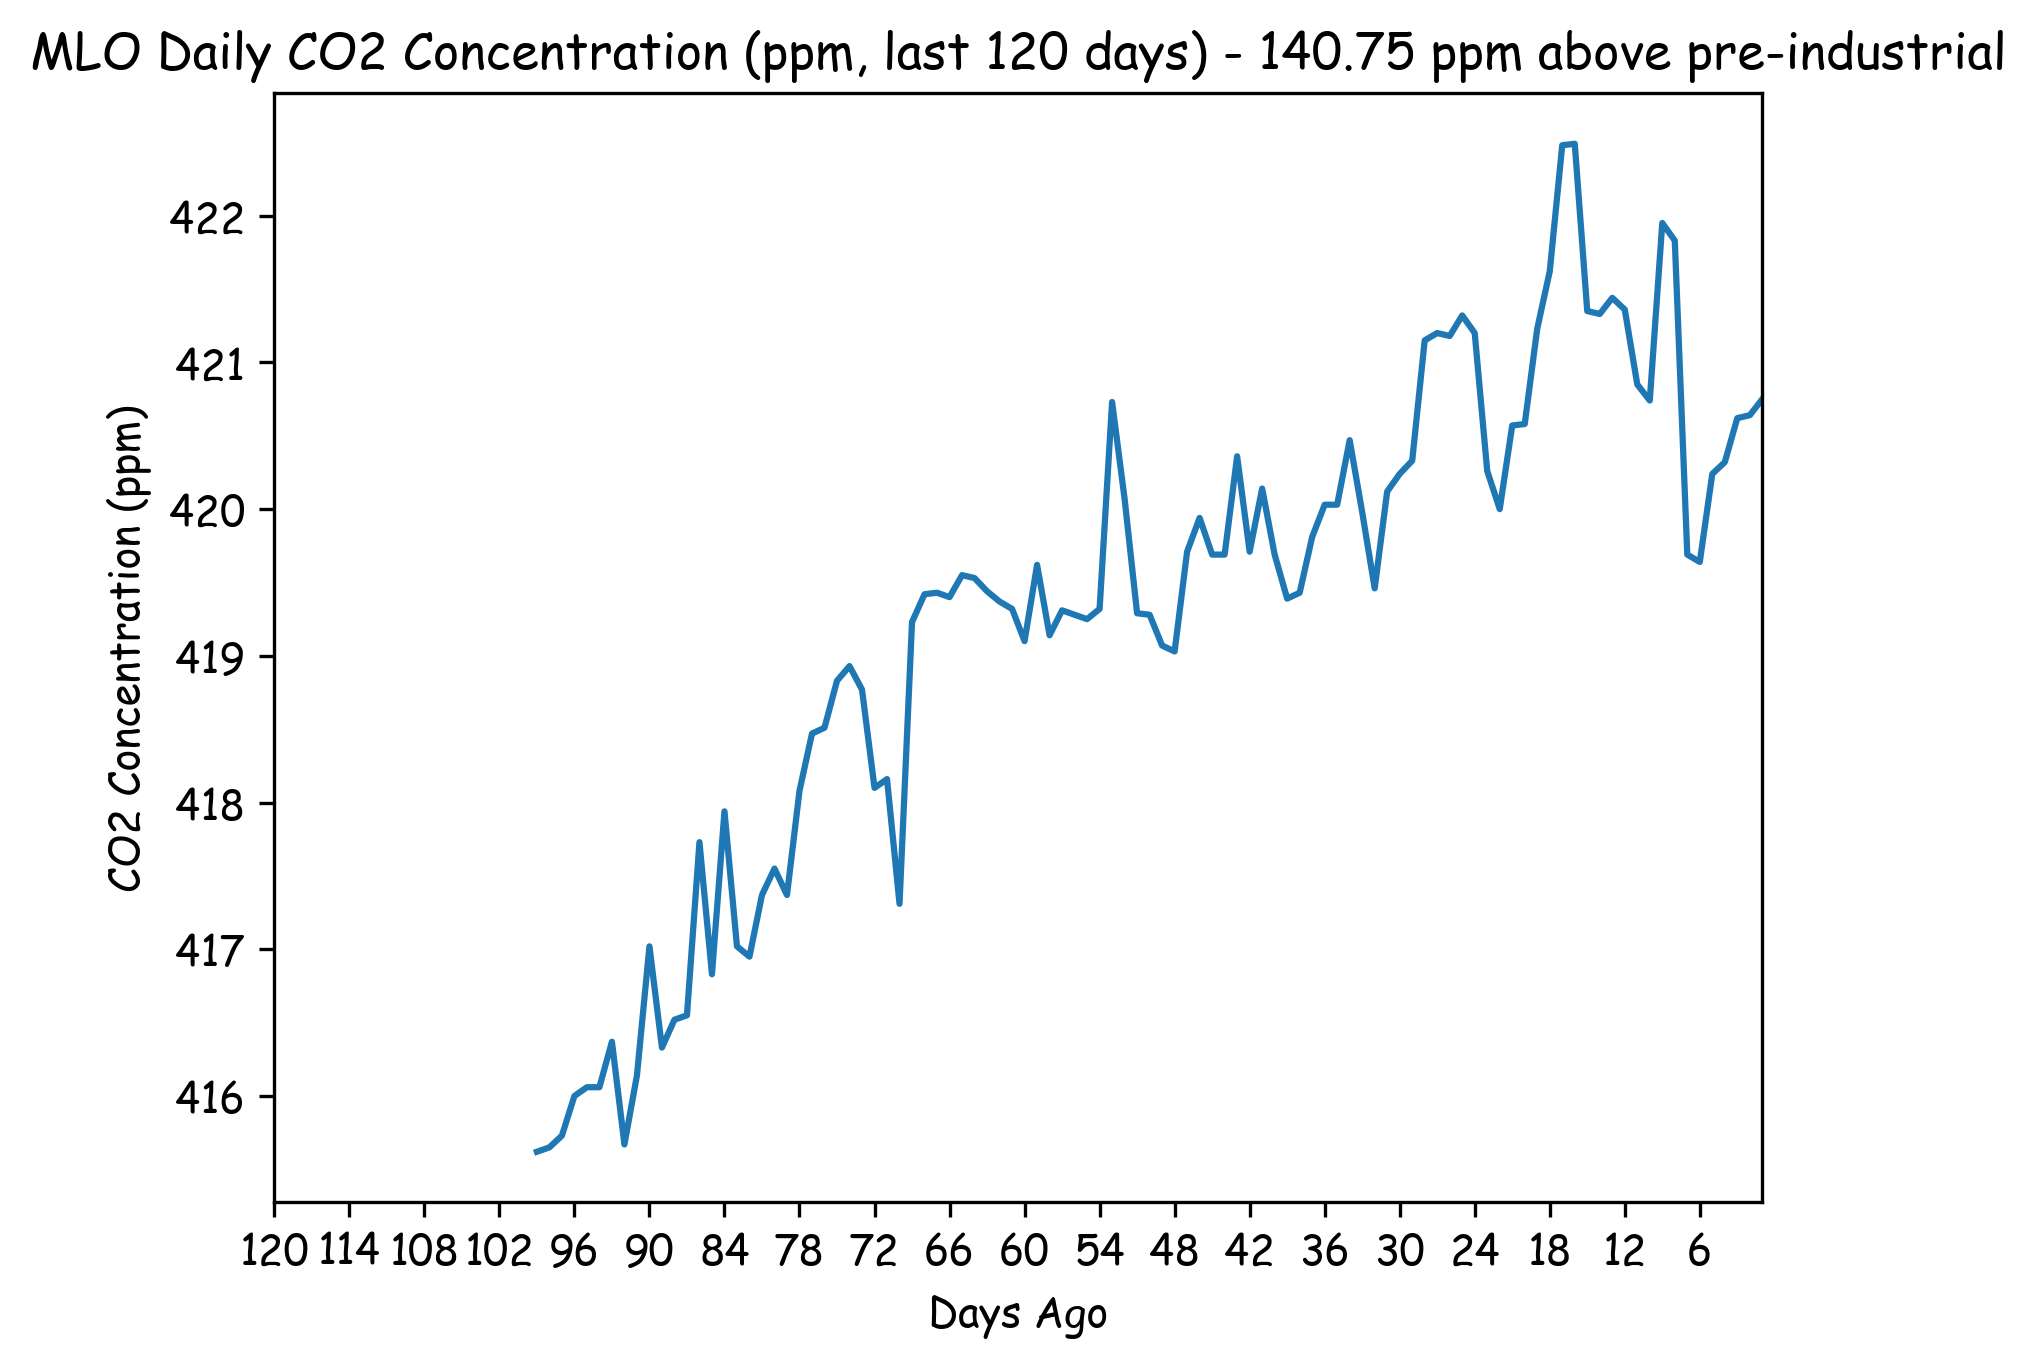 MLO Daily CO2 Concentration (ppm, last 120 days) - 140.75 ppm above pre-industrial
422
421
420
419
418
417
416
CO2 Concentration (ppm)
120 114 108 102 96 90 84 78 72 66 60 54 48 42 36 30 24 18 12 6
Days Ago